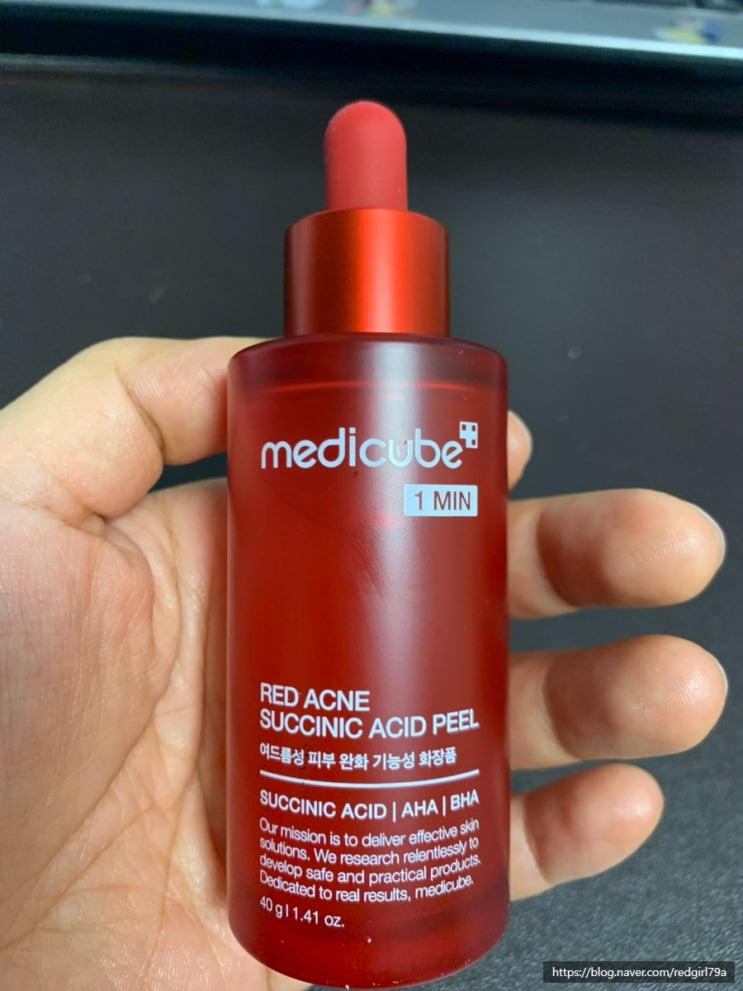 medicube
1 MIN
RED ACNE
SUCCINIC ACID PEEL
여드름성 피부 완화 기능성 화장품
SUCCINIC ACID | AHA | BHA
Our mission is to deliver effective skin
solutions. We research relentlessly to
develop safe and practical products.
Dedicated to real results, medicube.
40 g | 1.41 oz.
https://blog.naver.com/redgirl79a